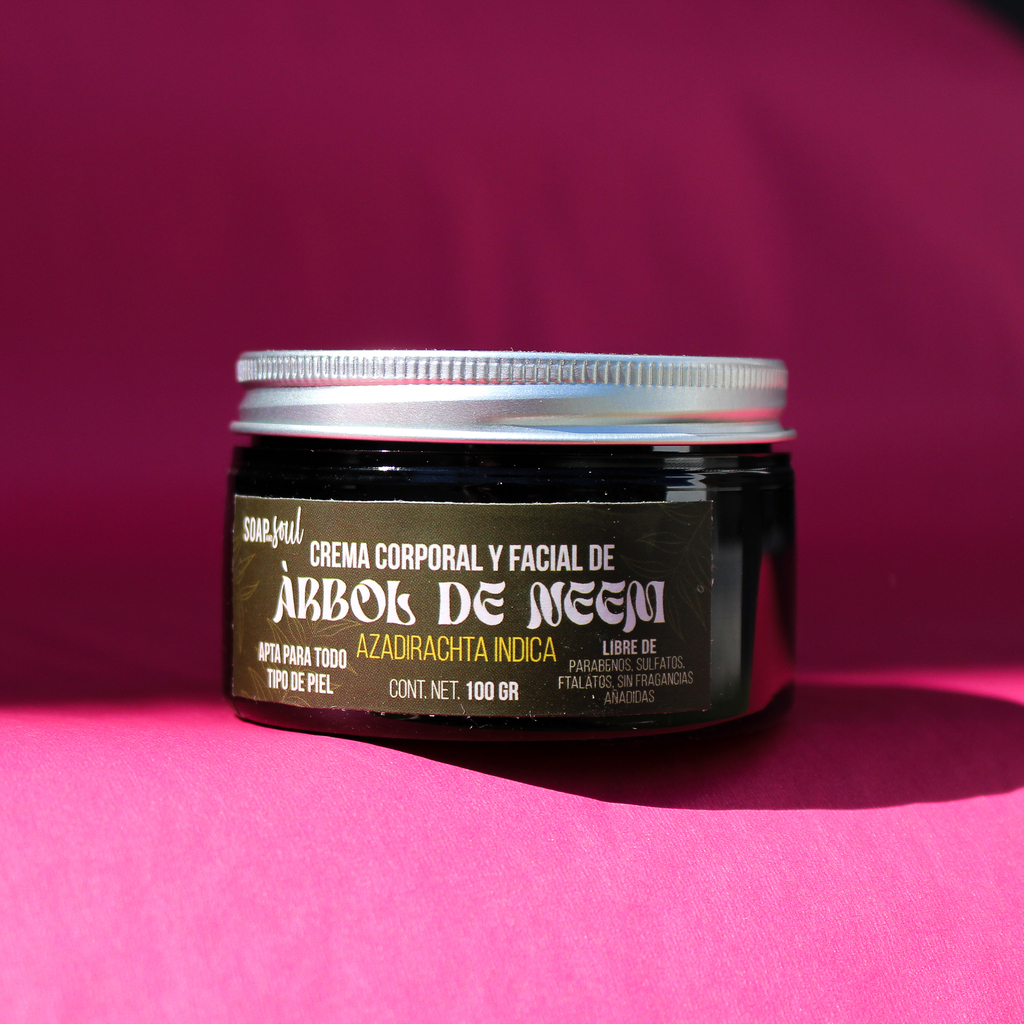 SOAP and soul
CREMA CORPORAL Y FACIAL DE
ÀRBOL DE NEEM
AZADIRACHTA INDICA
APTA PARA TODO
TIPO DE PIEL
CONT. NET. 100 GR
LIBRE DE
PARABENOS, SULFATOS,
FTALATOS, SIN FRAGANCIAS
AÑADIDAS